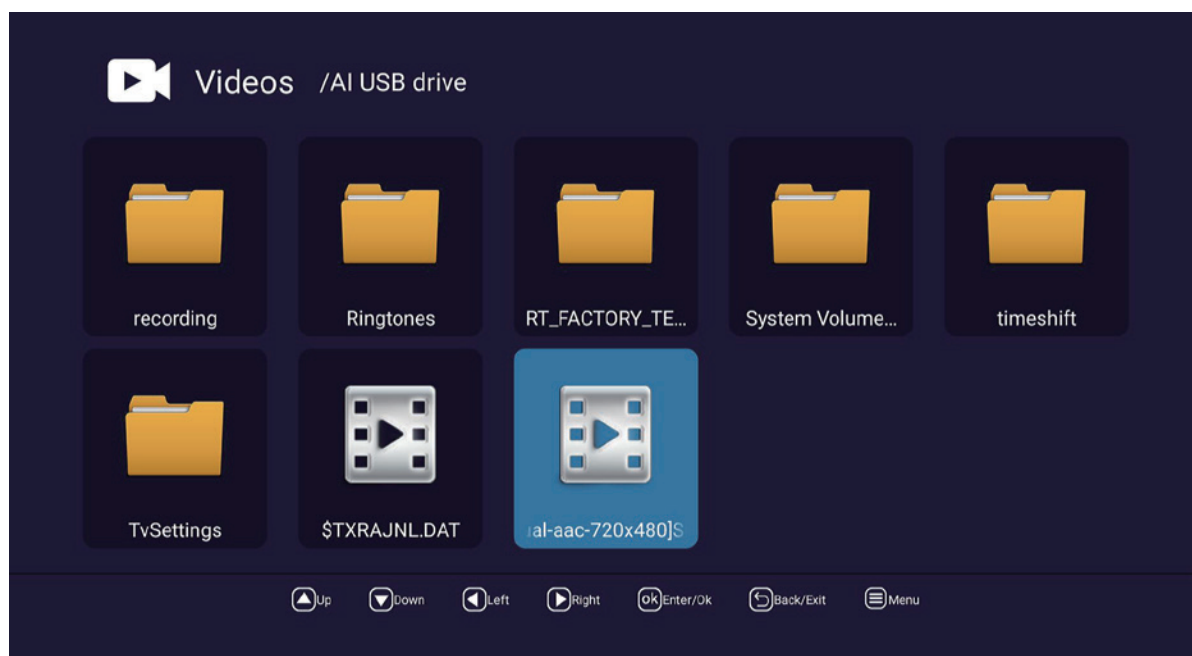 Videos /AI USB drive
recording Ringtones RT_FACTORY_TE... System Volume... timeshift
TvSettings $TXRAJNL.DAT al-aac-720x480]S
Up Down Left Right ok Enter/Ok Back/Exit Menu